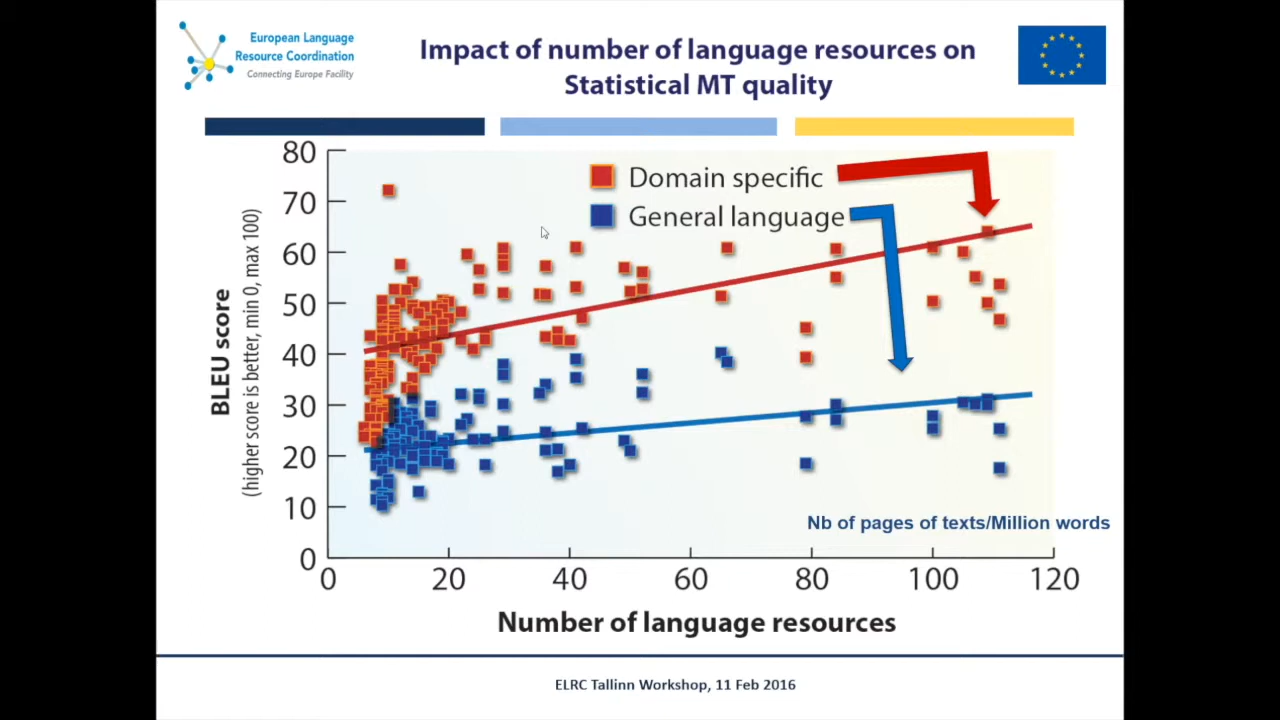 European Language
Resource Coordination
Connecting Europe Facility
Impact of number of language resources on
Statistical MT quality
80
70
60
50
40
30
20
10
0
BLEU score
(higher score is better, min 0, max 100)
Domain specific
General language
Nb of pages of texts/Million words
0 20 40 60 80 100 120
Number of language resources
ELRC Tallinn Workshop, 11 Feb 2016